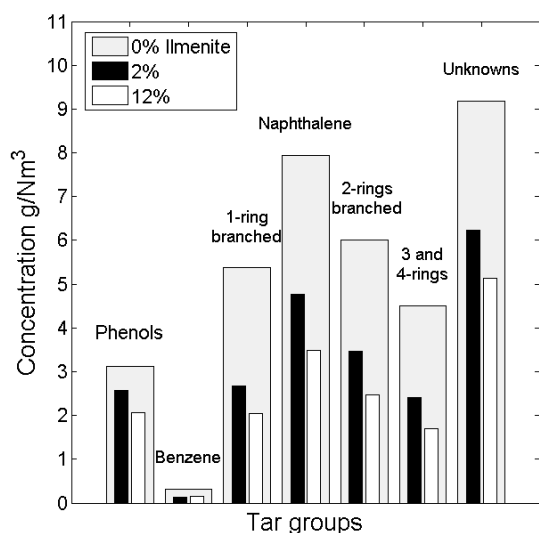 11
10
9
8
7
6
5
4
3
2
1
0
Concentration g/Nm³
0% Ilmenite
2%
12%
Phenols
Benzene
1-ring
branched
Naphthalene
2-rings
branched
3 and
4-rings
Unknowns
Tar groups